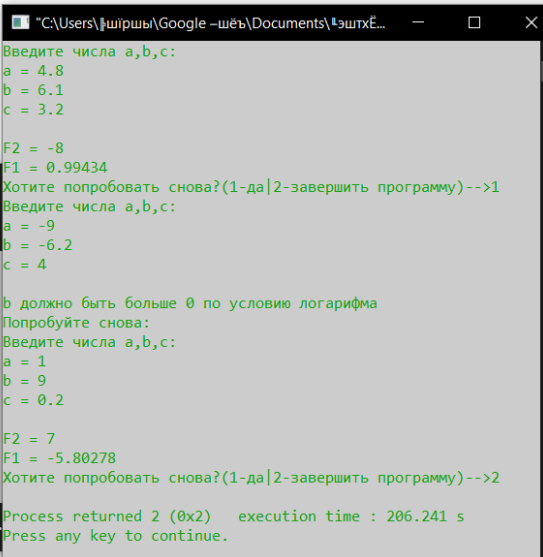 "C:\Users\╠шїршы\Google –шёъ\Documents\╙эштхЁ...
Введите числа a,b,c:
a = 4.8
b = 6.1
c = 3.2
F2 = -8
F1 = 0.99434
Хотите попробовать снова?(1-да|2-завершить программу)-->1
Введите числа a,b,c:
a = -9
b = -6.2
c = 4
b должно быть больше 0 по условию логарифма
Попробуйте снова:
Введите числа a,b,c:
a = 1
b = 9
c = 0.2
F2 = 7
F1 = -5.80278
Хотите попробовать снова?(1-да|2-завершить программу)-->2
Process returned 2 (0x2)   execution time : 206.241 s
Press any key to continue.